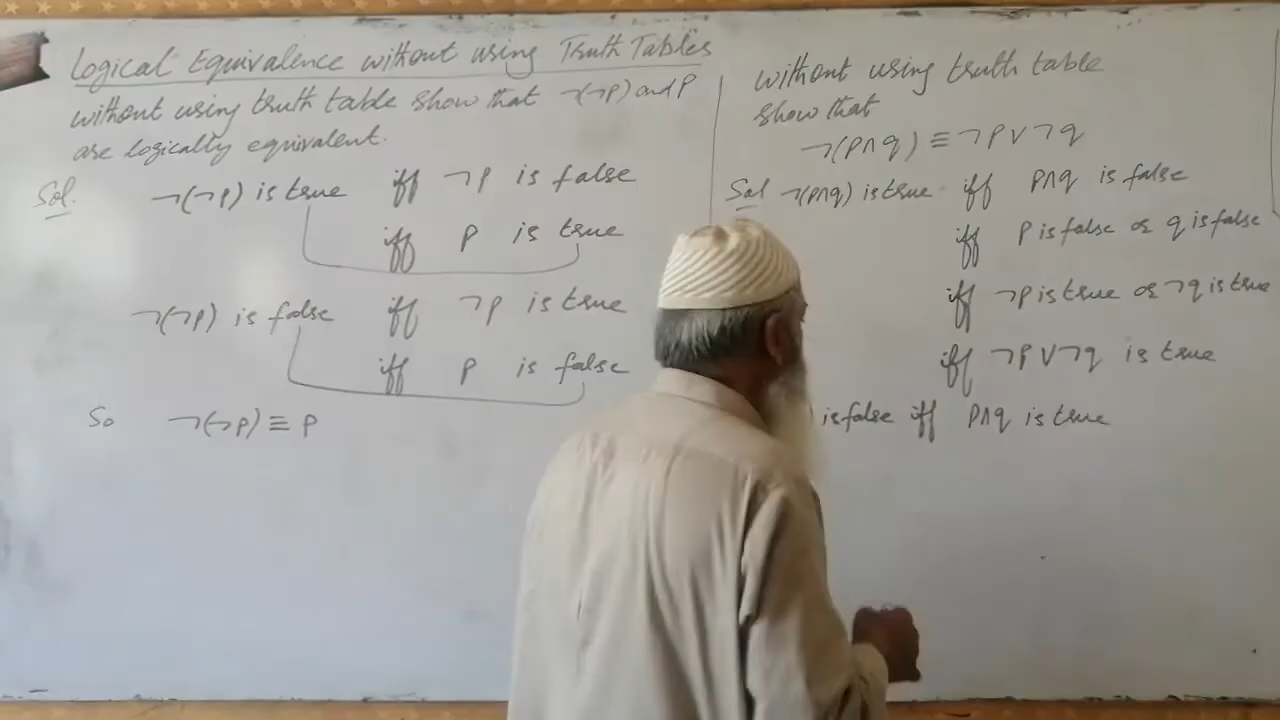 Logical Equivalence without using Truth Tables
without using truth table show that ¬(¬P) and P
are logically equivalent.
Sol. ¬(¬P) is true iff ¬P is false
iff P is true
¬(¬P) is false iff ¬P is true
iff P is false
So ¬(¬P) ≡ P
without using truth table
show that
¬(P∧q) ≡ ¬P∨¬q
Sol ¬(P∧q) is true iff P∧q is false
iff P is false or q is false
iff ¬P is true or ¬q is true
iff ¬P∨¬q is true
is false iff P∧q is true